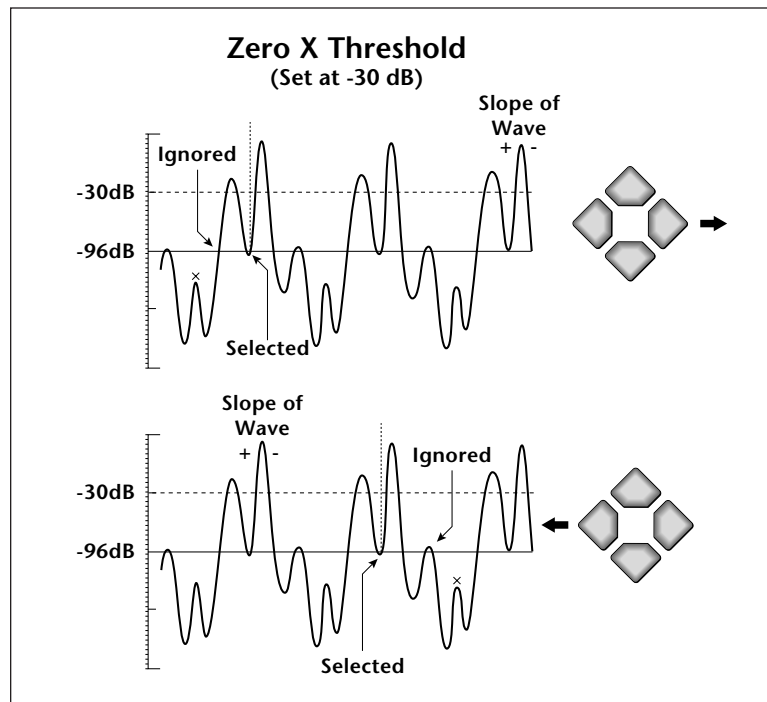 Zero X Threshold
(Set at -30 dB)
Slope of
Wave
+ -
Ignored
-30dB
-96dB
×
Selected
Slope of
Wave
+ -
Ignored
-30dB
-96dB
×
Selected